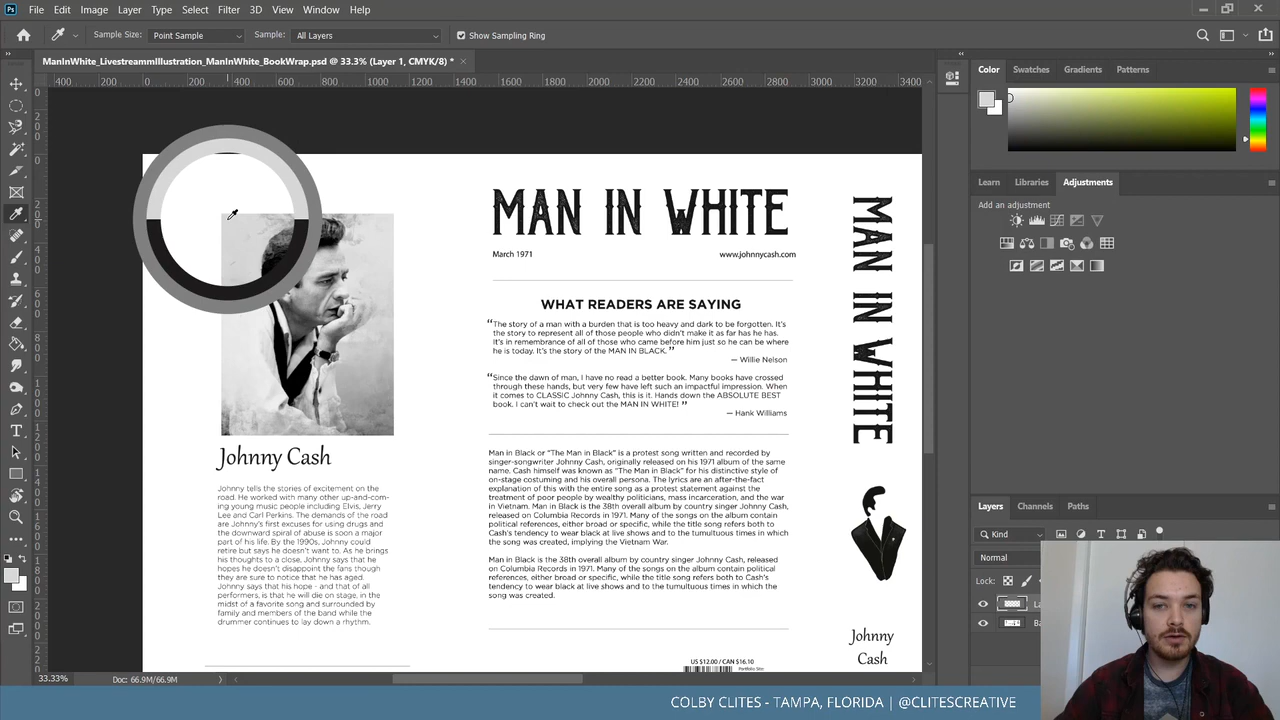 Ps File Edit Image Layer Type Select Filter 3D View Window Help
Sample Size: Point Sample Sample: All Layers Show Sampling Ring
ManInWhite_LivestreammIllustration_ManInWhite_BookWrap.psd @ 33.3% (Layer 1, CMYK/8) *
400 200 0 200 400 600 800 1000 1200 1400 1600 1800 2000 2200 2400 2600 2800 3000 3200 3400
Color Swatches Gradients Patterns
Learn Libraries Adjustments
Add an adjustment
MAN IN WHITE
March 1971 www.johnnycash.com
WHAT READERS ARE SAYING
“The story of a man with a burden that is too heavy and dark to be forgotten. It's
the story to represent all of those people who didn't make it as far has he has.
It's in remembrance of all of those who came before him just so he can be where
he is today. It's the story of the MAN IN BLACK.”
— Willie Nelson
“Since the dawn of man, I have no read a better book. Many books have crossed
through these hands, but very few have left such an impactful impression. When
it comes to CLASSIC Johnny Cash, this is it. Hands down the ABSOLUTE BEST
book. I can't wait to check out the MAN IN WHITE!”
— Hank Williams
Man in Black or “The Man in Black” is a protest song written and recorded by
singer-songwriter Johnny Cash, originally released on his 1971 album of the same
name. Cash himself was known as “The Man in Black” for his distinctive style of
on-stage costuming and his overall persona. The lyrics are an after-the-fact
explanation of this with the entire song as a protest statement against the
treatment of poor people by wealthy politicians, mass incarceration, and the war
in Vietnam. Man in Black is the 38th overall album by country singer Johnny Cash,
released on Columbia Records in 1971. Many of the songs on the album contain
political references, either broad or specific, while the title song refers both to
Cash's tendency to wear black at live shows and to the tumultuous times in which
the song was created, implying the Vietnam War.
Man in Black is the 38th overall album by country singer Johnny Cash, released
on Columbia Records in 1971. Many of the songs on the album contain political
references, either broad or specific, while the title song refers both to Cash's
tendency to wear black at live shows and to the tumultuous times in which the
song was created.
US $12.00 / CAN $16.10
Portfolio Site:
Johnny Cash
Johnny tells the stories of excitement on the
road. He worked with many other up-and-com-
ing young music people including Elvis, Jerry
Lee and Carl Perkins. The demands of the road
are Johnny's first excuses for using drugs and
the downward spiral of abuse is soon a major
part of his life. By the 1990s, Johnny could
retire but says he doesn't want to. As he brings
his thoughts to a close, Johnny says that he
hopes he doesn't disappoint the fans though
they are sure to notice that he has aged.
Johnny says that his hope - and that of all
performers, is that he will die on stage, in the
midst of a favorite song and surrounded by
family and members of the band while the
drummer continues to lay down a rhythm.
MAN IN WHITE
Johnny
Cash
Layers Channels Paths
Kind
Normal
Lock:
La
Ba
33.33% Doc: 66.9M/66.9M
COLBY CLITES - TAMPA, FLORIDA | @CLITESCREATIVE